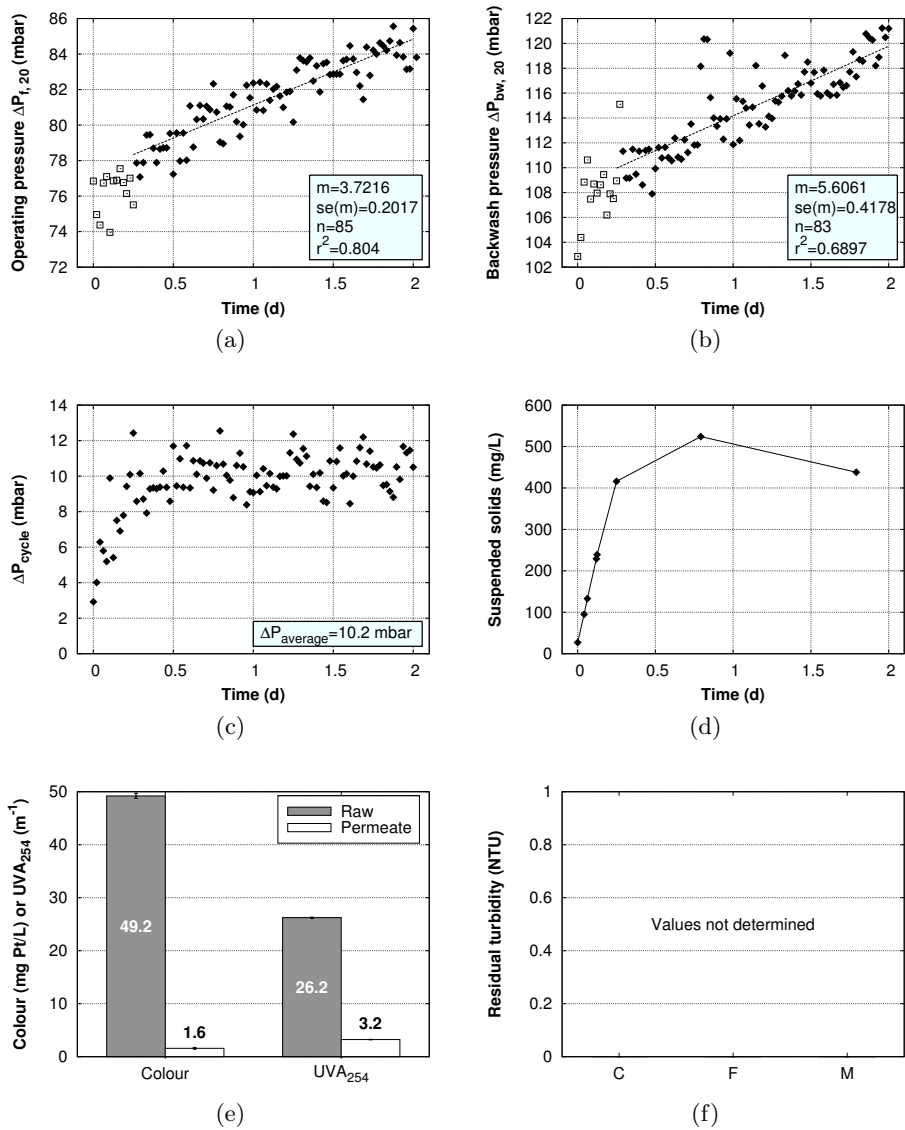 Operating pressure ΔP_f, 20 (mbar)
86
84
82
80
78
76
74
72
m=3.7216
se(m)=0.2017
n=85
r²=0.804
0 0.5 1 1.5 2
Time (d)
(a)
Backwash pressure ΔP_bw, 20 (mbar)
122
120
118
116
114
112
110
108
106
104
102
m=5.6061
se(m)=0.4178
n=83
r²=0.6897
0 0.5 1 1.5 2
Time (d)
(b)
ΔP_cycle (mbar)
14
12
10
8
6
4
2
0
ΔP_average=10.2 mbar
0 0.5 1 1.5 2
Time (d)
(c)
Suspended solids (mg/L)
600
500
400
300
200
100
0
0 0.5 1 1.5 2
Time (d)
(d)
Colour (mg Pt/L) or UVA_254 (m⁻¹)
50
40
30
20
10
0
Raw
Permeate
49.2
1.6
26.2
3.2
Colour UVA_254
(e)
Residual turbidity (NTU)
1
0.8
0.6
0.4
0.2
0
Values not determined
C F M
(f)